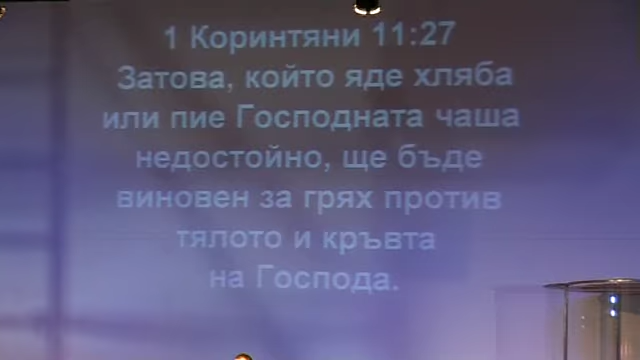 1 Коринтяни 11:27
Затова, който яде хляба
или пие Господната чаша
недостойно, ще бъде
виновен за грях против
тялото и кръвта
на Господа.